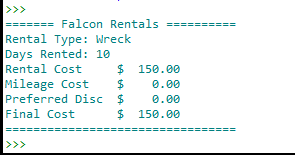 >>>
======= Falcon Rentals ==========
Rental Type: Wreck
Days Rented: 10
Rental Cost     $  150.00
Mileage Cost    $    0.00
Preferred Disc  $    0.00
Final Cost      $  150.00
=================================
>>>